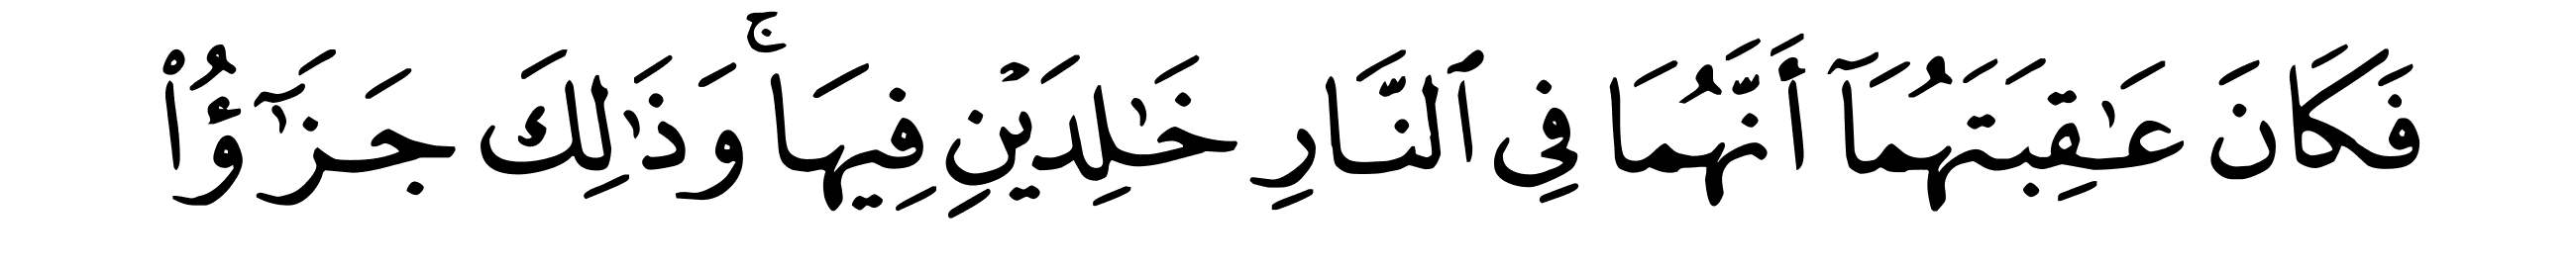 فَكَانَ عَـٰقِبَتَهُمَآ أَنَّهُمَا فِى ٱلنَّارِ خَـٰلِدَيْنِ فِيهَا ۚ وَذَٰلِكَ جَزَٰٓؤُا۟